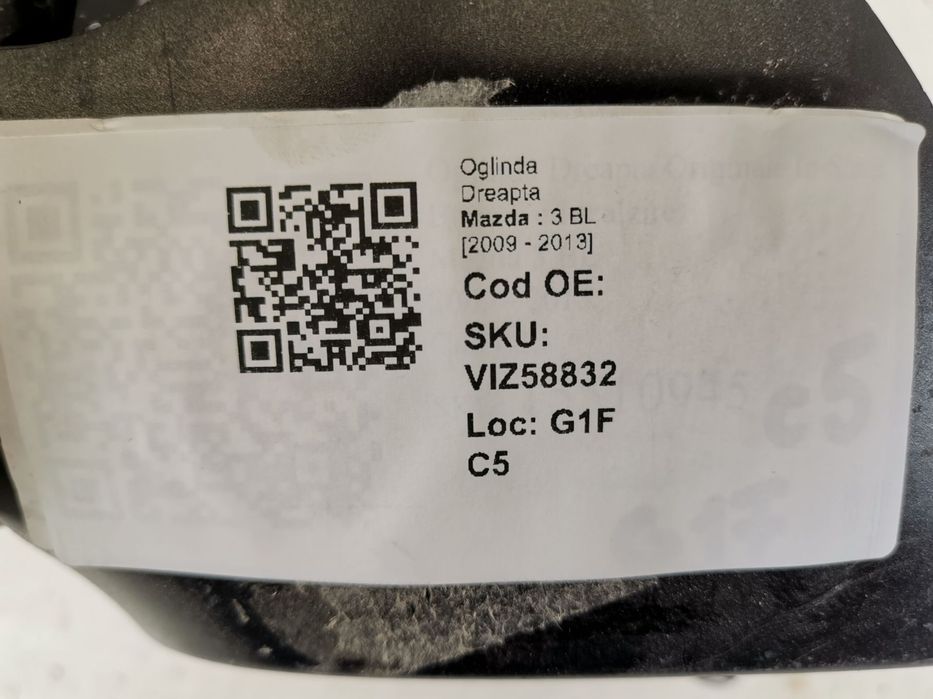 Oglinda
Dreapta
Mazda : 3 BL
[2009 - 2013]
Cod OE:
SKU:
VIZ58832
Loc: G1F
C5